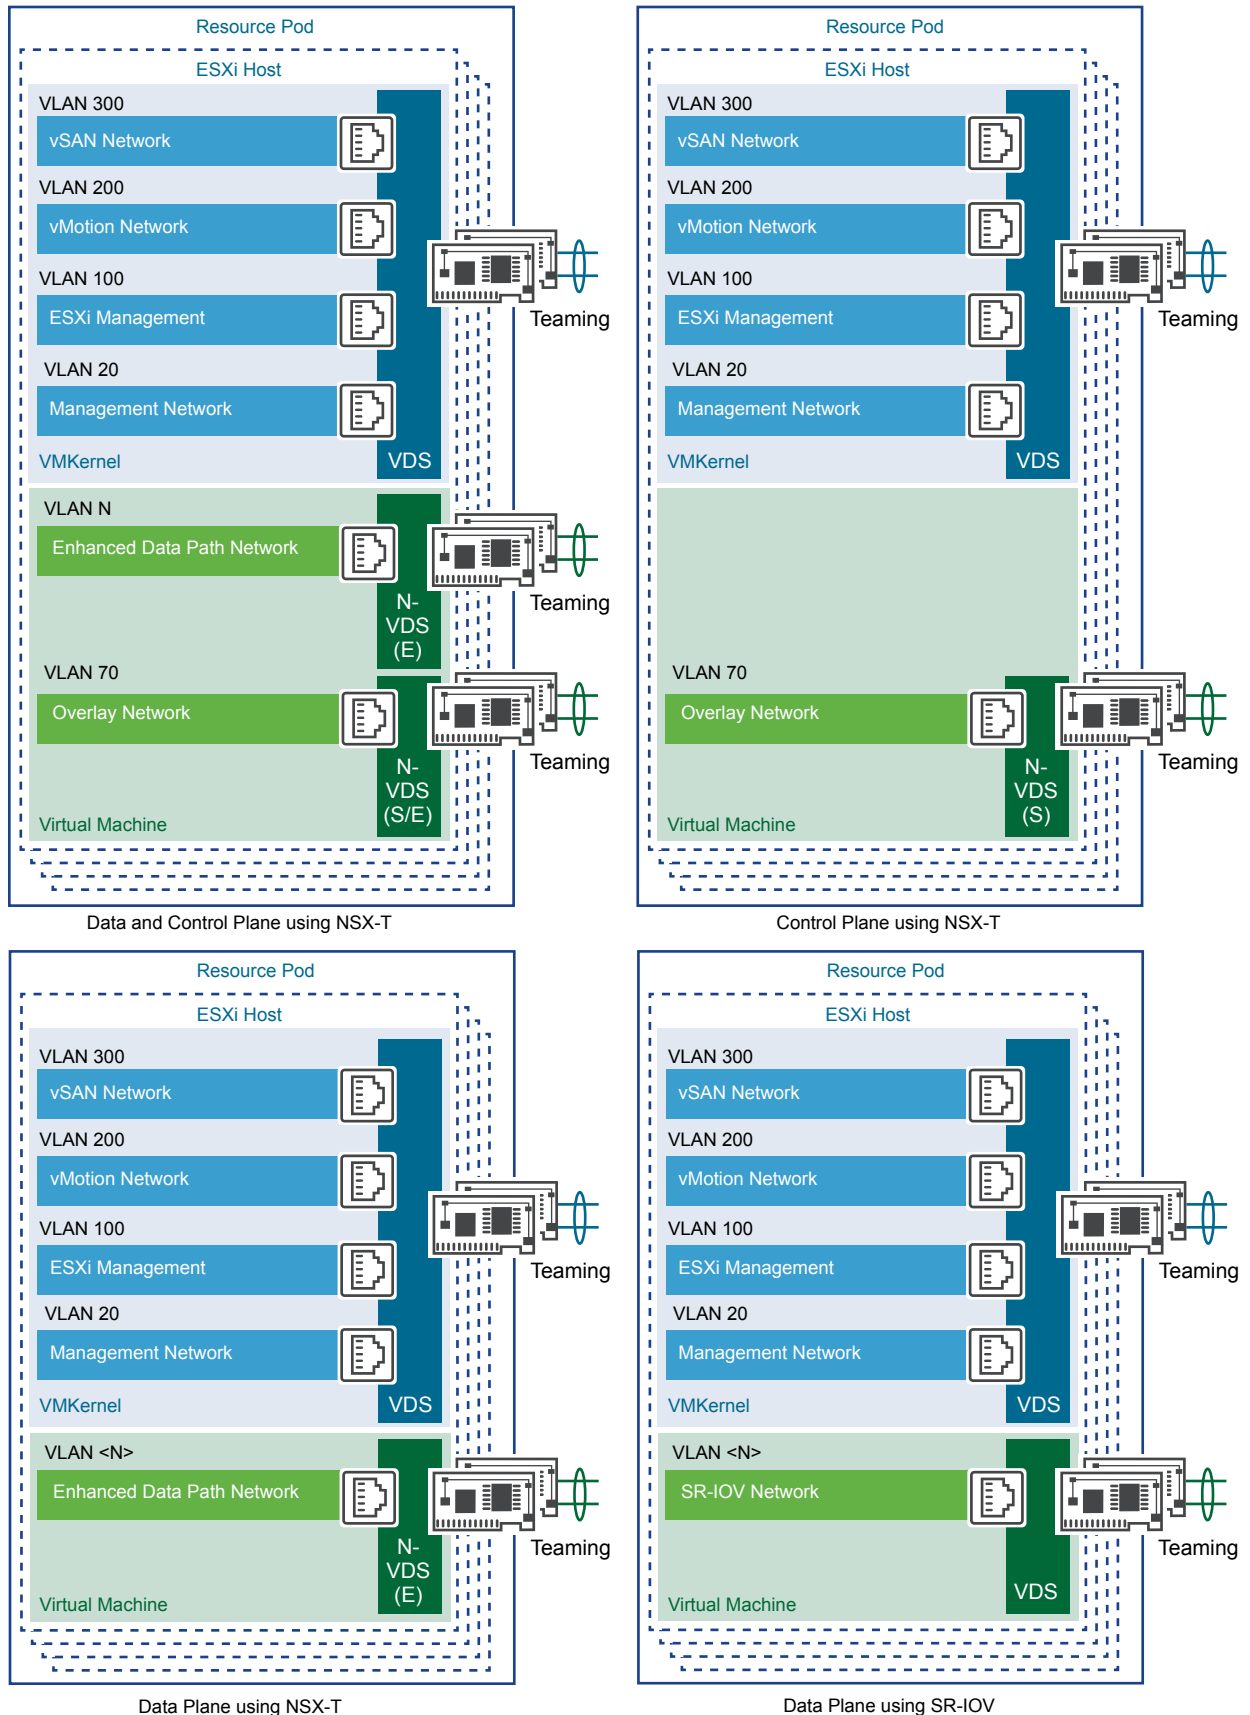 Resource Pod
ESXi Host
VLAN 300
vSAN Network
VLAN 200
vMotion Network
VLAN 100
ESXi Management
Teaming
VLAN 20
Management Network
VMKernel
VDS
VLAN N
Enhanced Data Path Network
Teaming
N-
VDS
(E)
VLAN 70
Overlay Network
Teaming
N-
VDS
(S/E)
Virtual Machine
Data and Control Plane using NSX-T
Resource Pod
ESXi Host
VLAN 300
vSAN Network
VLAN 200
vMotion Network
VLAN 100
ESXi Management
Teaming
VLAN 20
Management Network
VMKernel
VDS
VLAN 70
Overlay Network
Teaming
N-
VDS
(S)
Virtual Machine
Control Plane using NSX-T
Resource Pod
ESXi Host
VLAN 300
vSAN Network
VLAN 200
vMotion Network
VLAN 100
ESXi Management
Teaming
VLAN 20
Management Network
VMKernel
VDS
VLAN <N>
Enhanced Data Path Network
Teaming
N-
VDS
(E)
Virtual Machine
Data Plane using NSX-T
Resource Pod
ESXi Host
VLAN 300
vSAN Network
VLAN 200
vMotion Network
VLAN 100
ESXi Management
Teaming
VLAN 20
Management Network
VMKernel
VDS
VLAN <N>
SR-IOV Network
Teaming
VDS
Virtual Machine
Data Plane using SR-IOV